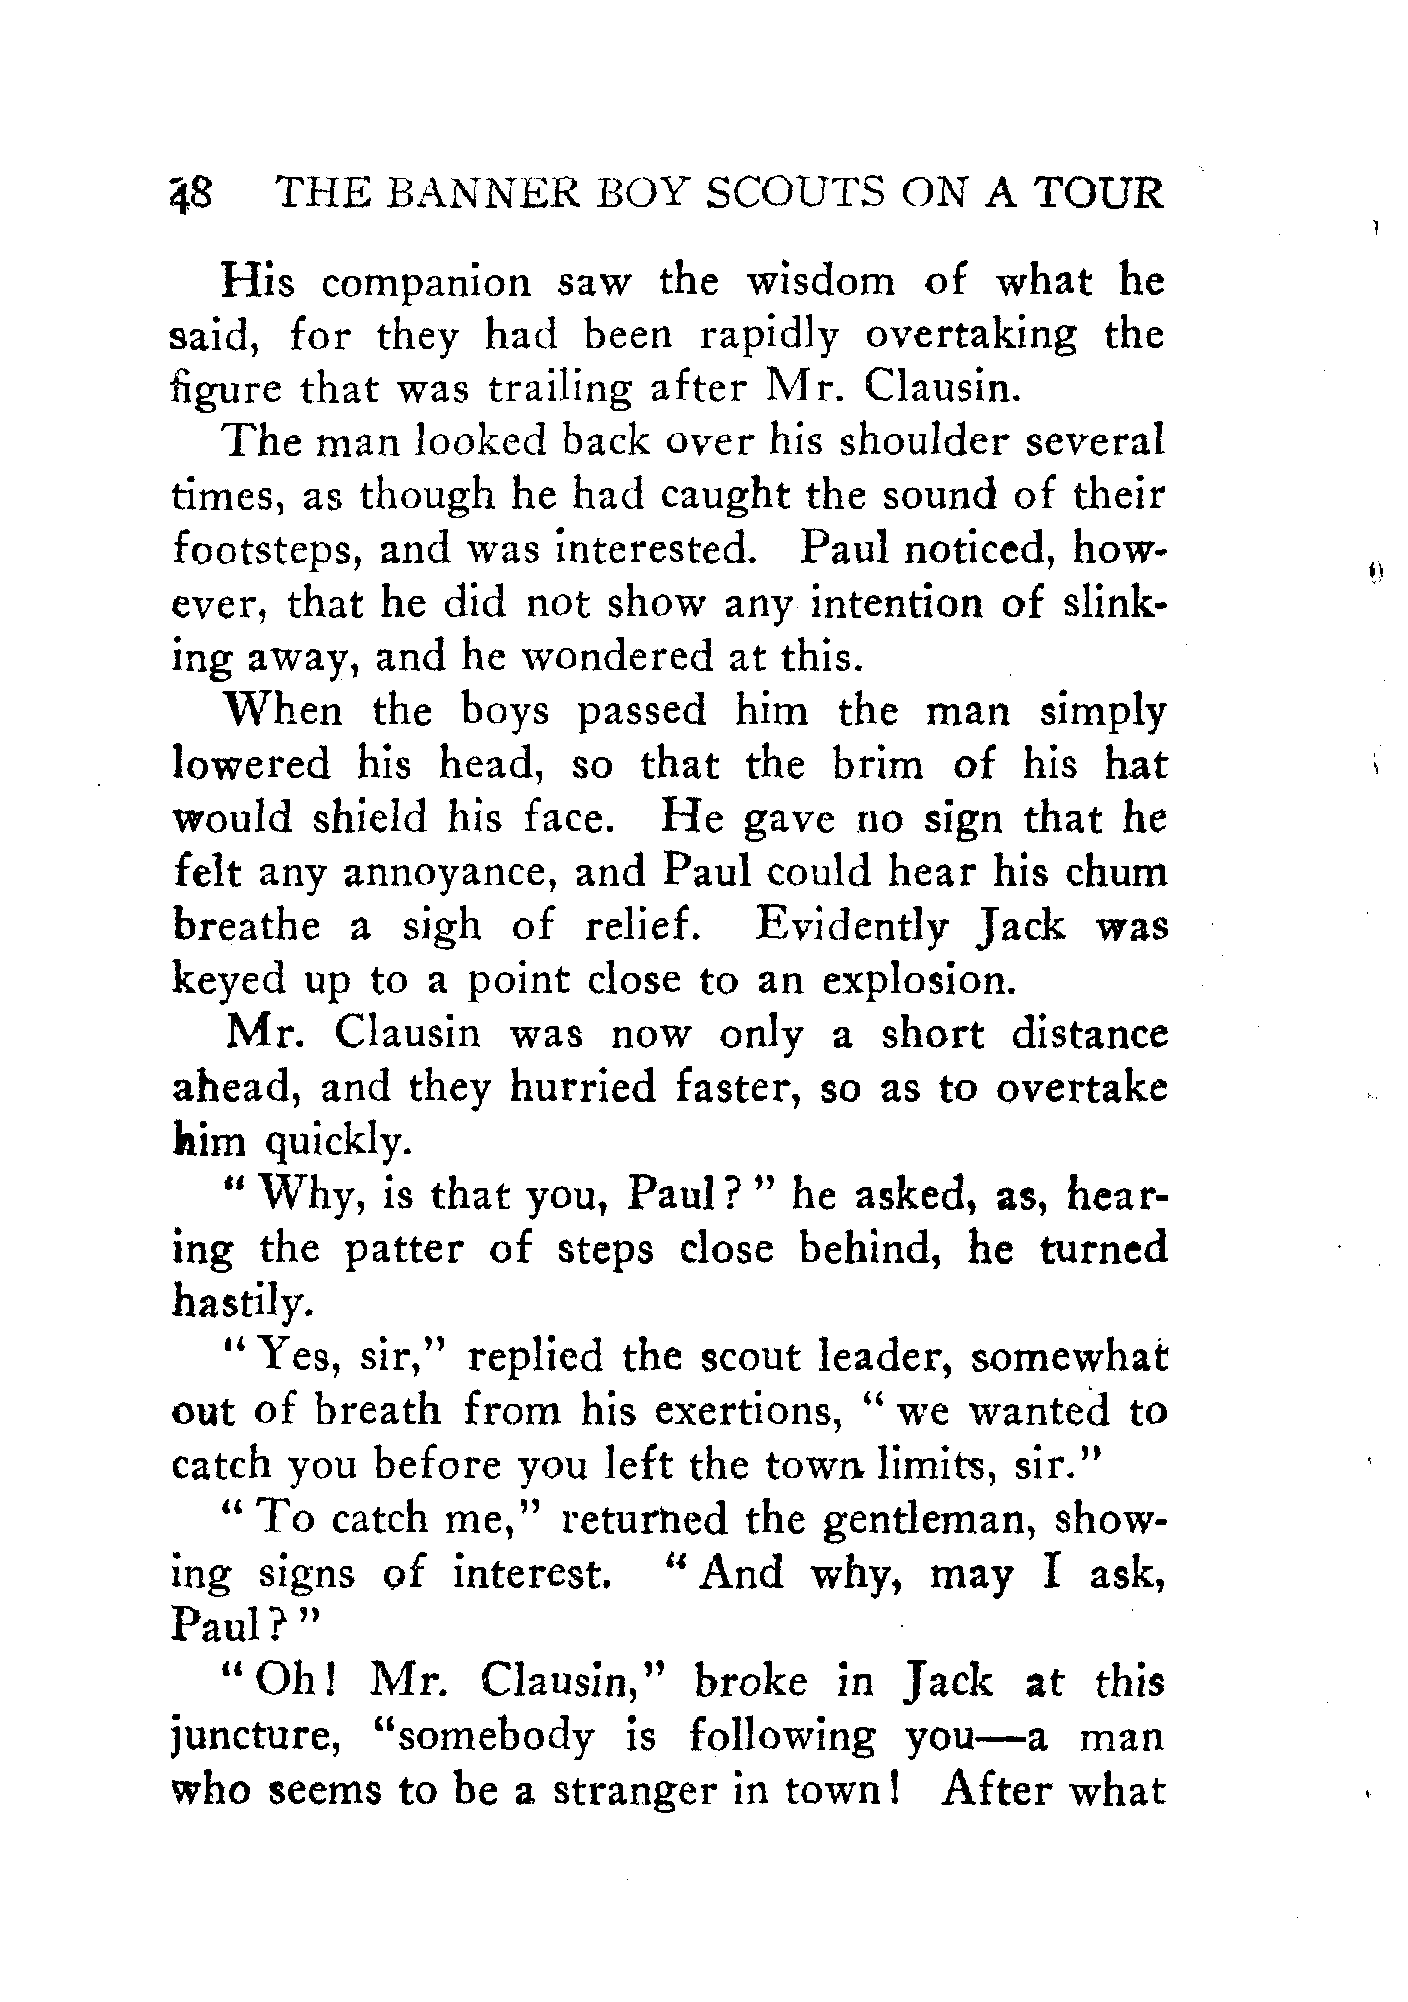 48 THE BANNER BOY SCOUTS ON A TOUR
His companion saw the wisdom of what he
said, for they had been rapidly overtaking the
figure that was trailing after Mr. Clausin.
The man looked back over his shoulder several
times, as though he had caught the sound of their
footsteps, and was interested. Paul noticed, how-
ever, that he did not show any intention of slink-
ing away, and he wondered at this.
When the boys passed him the man simply
lowered his head, so that the brim of his hat
would shield his face. He gave no sign that he
felt any annoyance, and Paul could hear his chum
breathe a sigh of relief. Evidently Jack was
keyed up to a point close to an explosion.
Mr. Clausin was now only a short distance
ahead, and they hurried faster, so as to overtake
him quickly.
“ Why, is that you, Paul? ” he asked, as, hear-
ing the patter of steps close behind, he turned
hastily.
“ Yes, sir,” replied the scout leader, somewhat
out of breath from his exertions, “ we wanted to
catch you before you left the town limits, sir.”
“ To catch me,” returned the gentleman, show-
ing signs of interest. “ And why, may I ask,
Paul? ”
“ Oh! Mr. Clausin,” broke in Jack at this
juncture, “somebody is following you—a man
who seems to be a stranger in town! After what